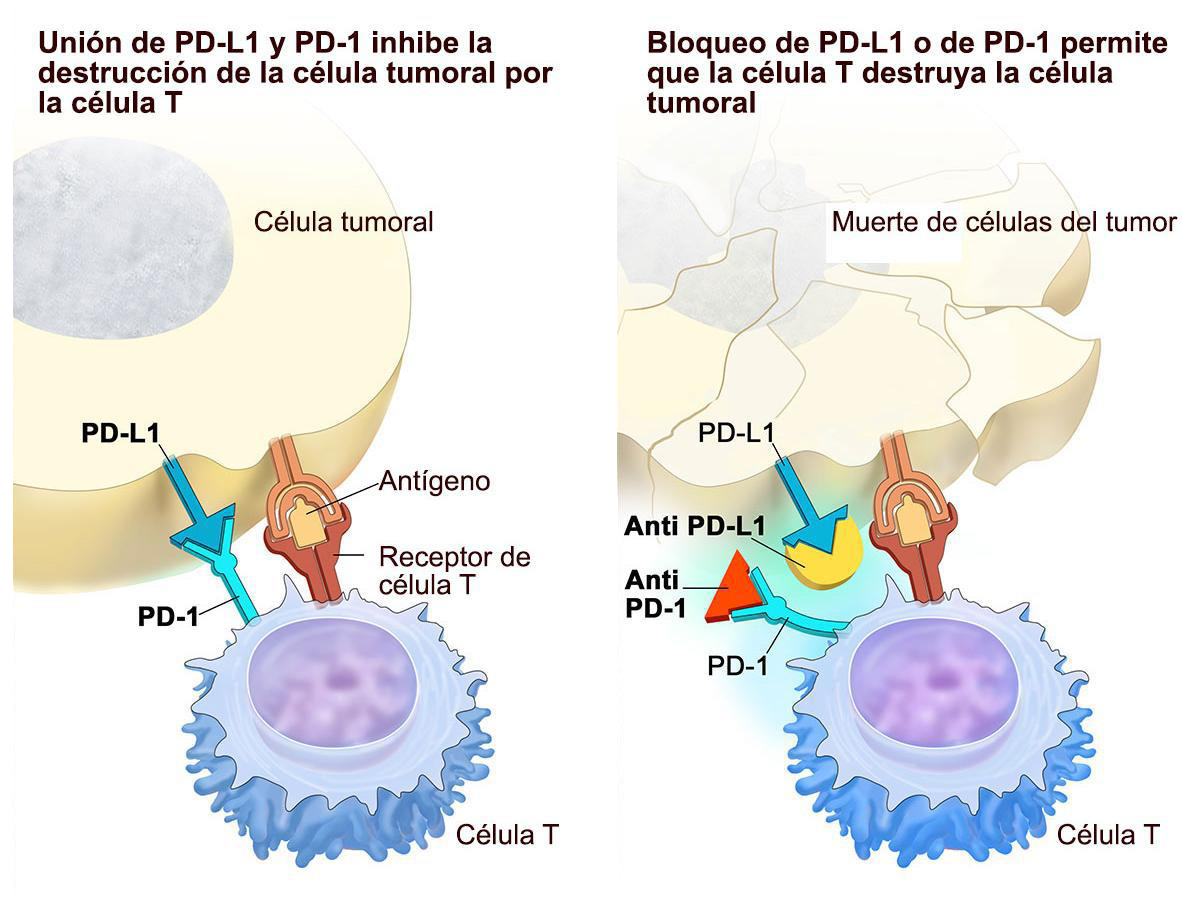 Unión de PD-L1 y PD-1 inhibe la
destrucción de la célula tumoral por
la célula T
Célula tumoral
PD-L1
Antígeno
Receptor de
célula T
PD-1
Célula T
Bloqueo de PD-L1 o de PD-1 permite
que la célula T destruya la célula
tumoral
Muerte de células del tumor
PD-L1
Anti PD-L1
Anti
PD-1
PD-1
Célula T